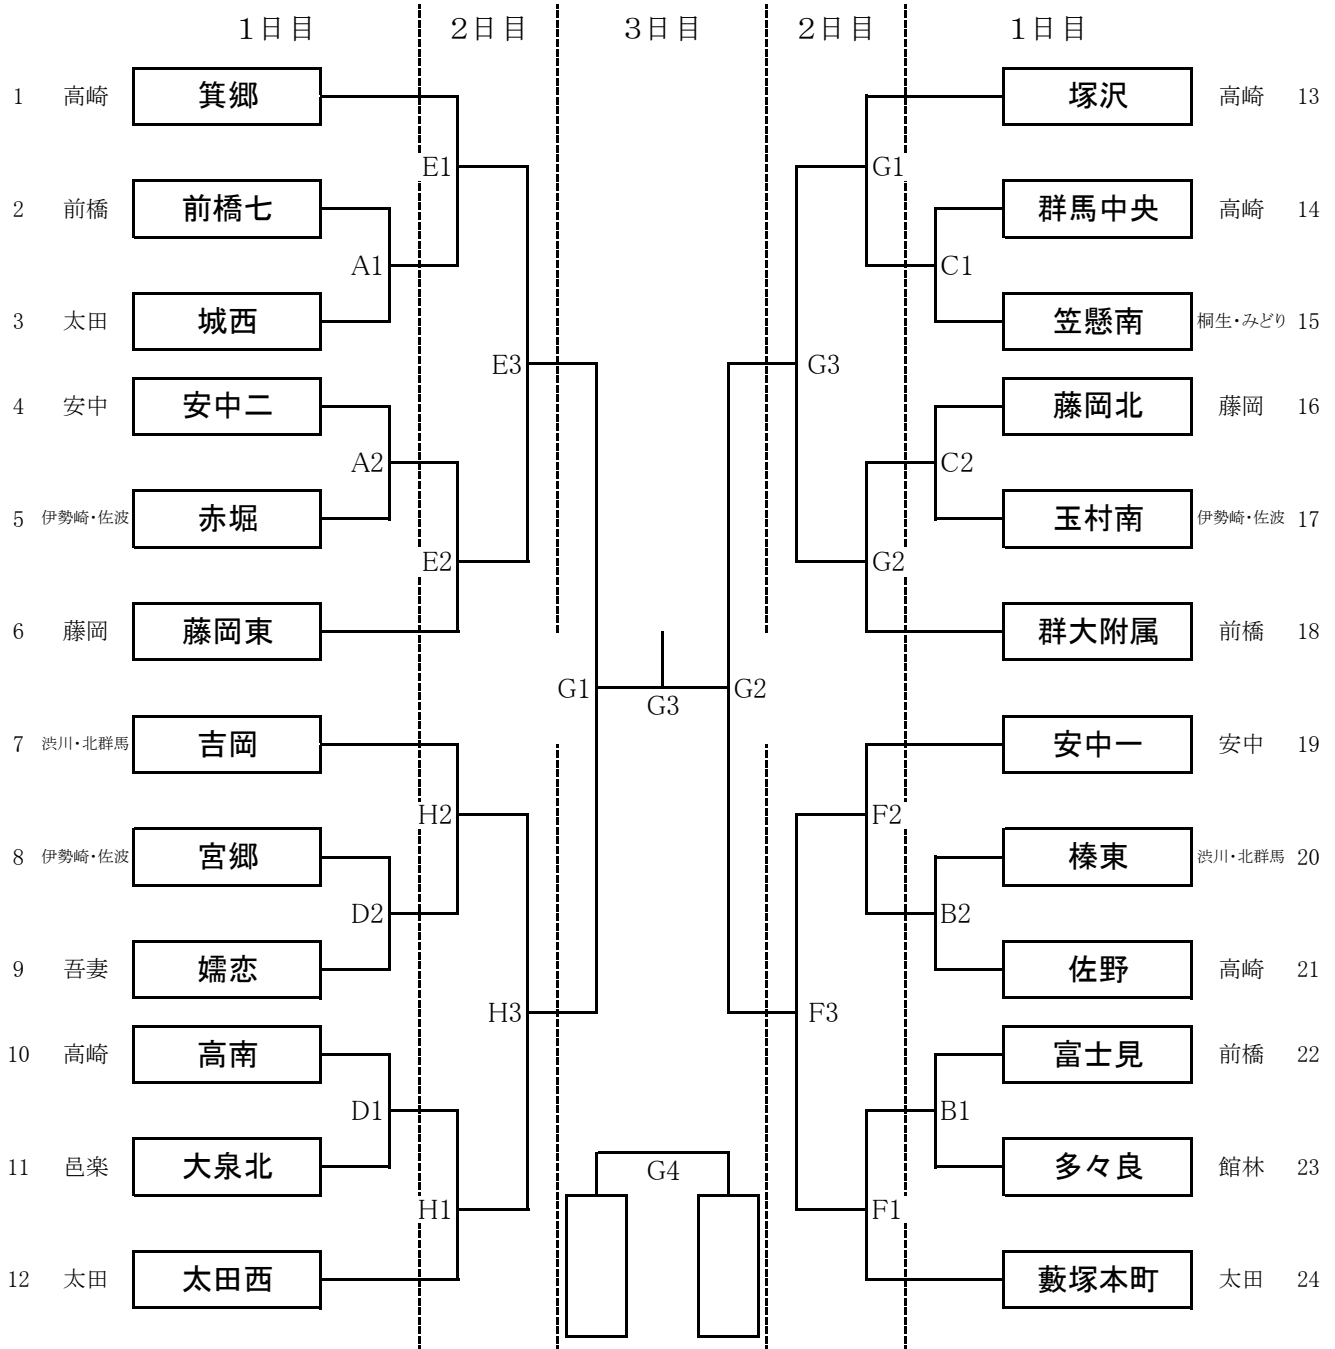 1日目 2日目 3日目 2日目 1日目
1 高崎 箕郷 塚沢 高崎 13
E1 G1
2 前橋 前橋七 群馬中央 高崎 14
A1 C1
3 太田 城西 笠懸南 桐生・みどり 15
E3 G3
4 安中 安中二 藤岡北 藤岡 16
A2 C2
5 伊勢崎・佐波 赤堀 玉村南 伊勢崎・佐波 17
E2 G2
6 藤岡 藤岡東 群大附属 前橋 18
G1 G2
G3
7 渋川・北群馬 吉岡 安中一 安中 19
H2 F2
8 伊勢崎・佐波 宮郷 榛東 渋川・北群馬 20
D2 B2
9 吾妻 嬬恋 佐野 高崎 21
H3 F3
10 高崎 高南 富士見 前橋 22
D1 B1
11 邑楽 大泉北 G4 多々良 館林 23
H1 F1
12 太田 太田西 藪塚本町 太田 24